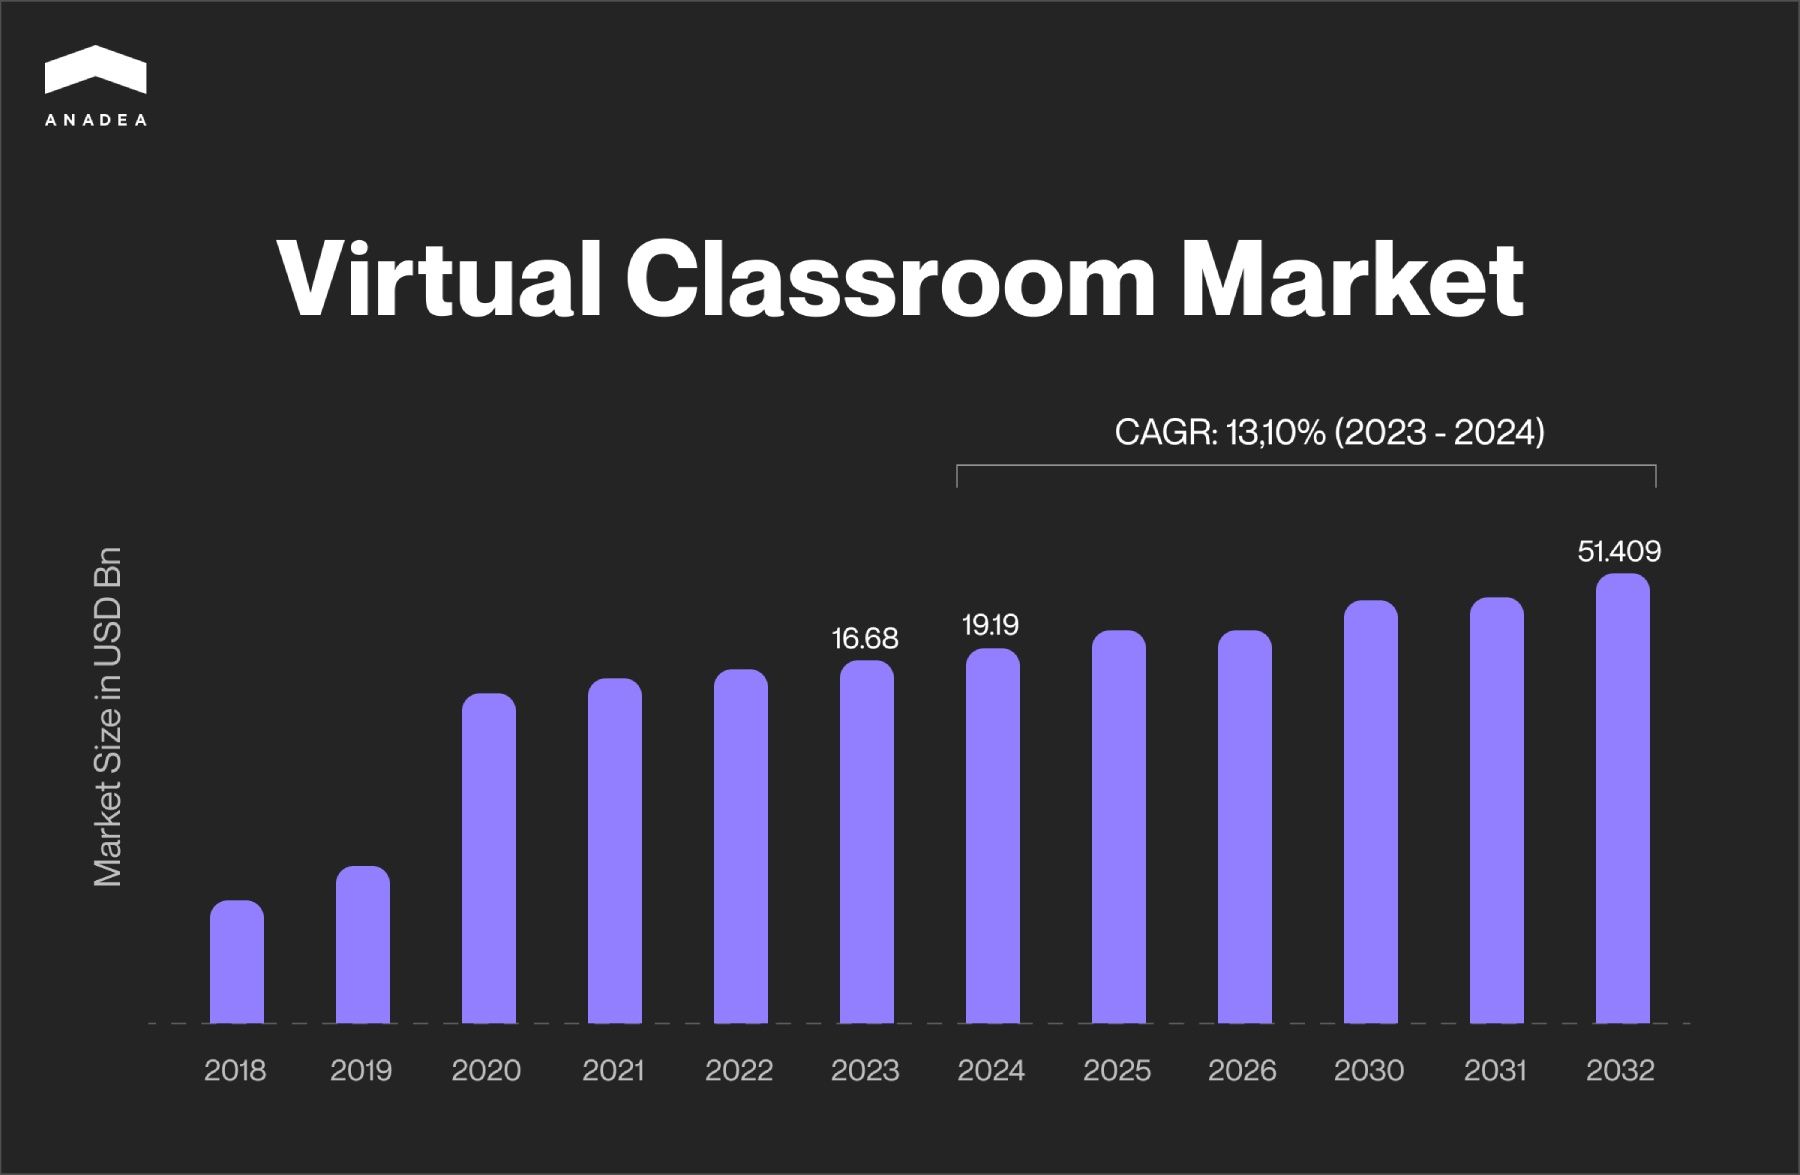 ANADEA
Virtual Classroom Market
CAGR: 13,10% (2023 - 2024)
Market Size in USD Bn
16.68
19.19
51.409
2018 2019 2020 2021 2022 2023 2024 2025 2026 2030 2031 2032